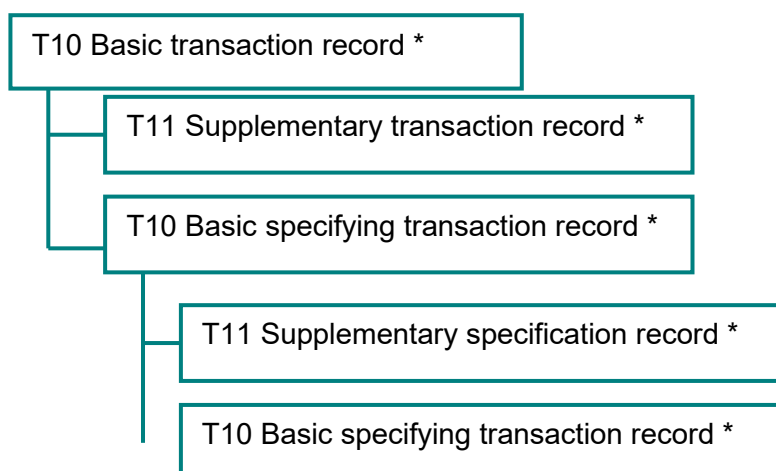 T10 Basic transaction record *
T11 Supplementary transaction record *
T10 Basic specifying transaction record *
T11 Supplementary specification record *
T10 Basic specifying transaction record *